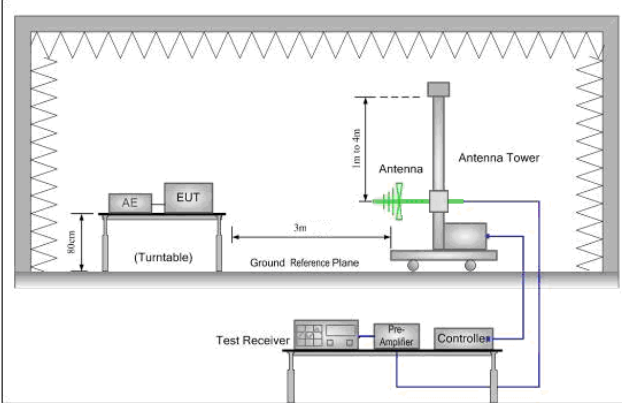 1m to 4m
Antenna
Antenna Tower
AE
EUT
80cm
3m
(Turntable)
Ground Reference Plane
Test Receiver
Pre-
Amplifier
Controller